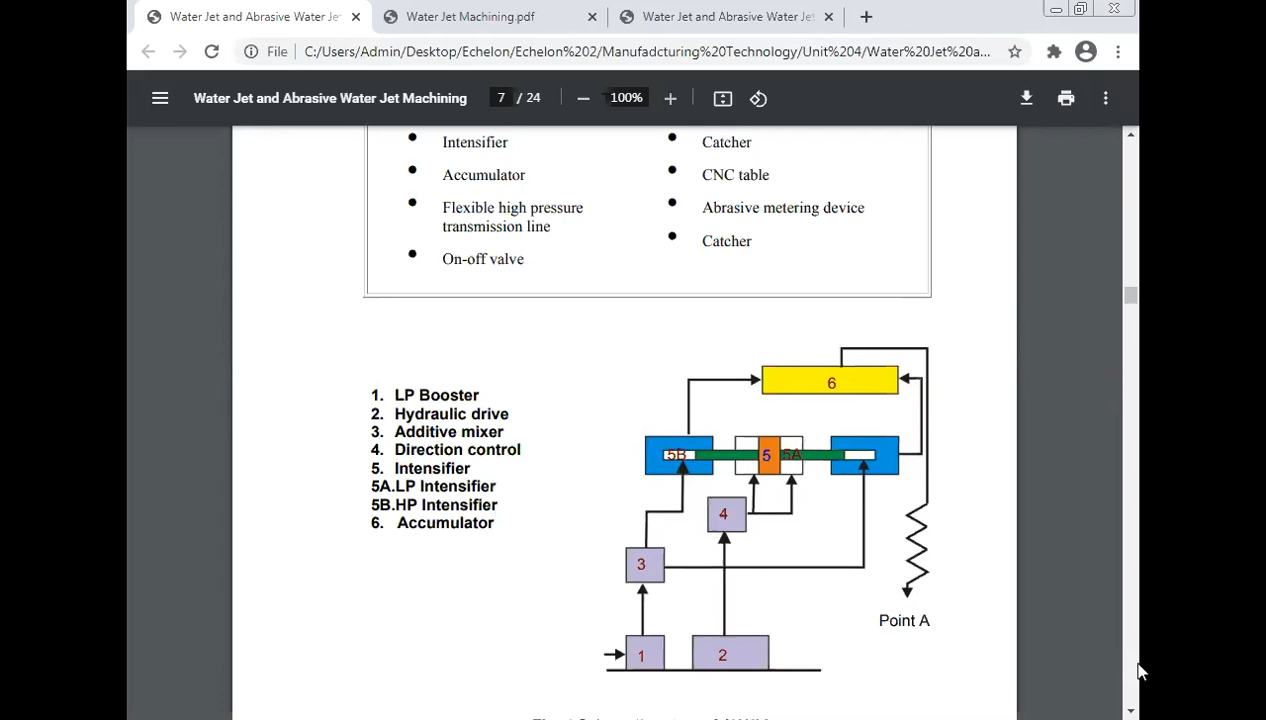 Water Jet and Abrasive Water Je
Water Jet Machining.pdf
Water Jet and Abrasive Water Jet
File
C:/Users/Admin/Desktop/Echelon/Echelon%202/Manufadcturing%20Technology/Unit%204/Water%20Jet%20a...
Water Jet and Abrasive Water Jet Machining
7 / 24
100%
Intensifier
Accumulator
Flexible high pressure
transmission line
On-off valve
Catcher
CNC table
Abrasive metering device
Catcher
1. LP Booster
2. Hydraulic drive
3. Additive mixer
4. Direction control
5. Intensifier
5A.LP Intensifier
5B.HP Intensifier
6. Accumulator
6
5B
5
5A
4
3
Point A
1
2